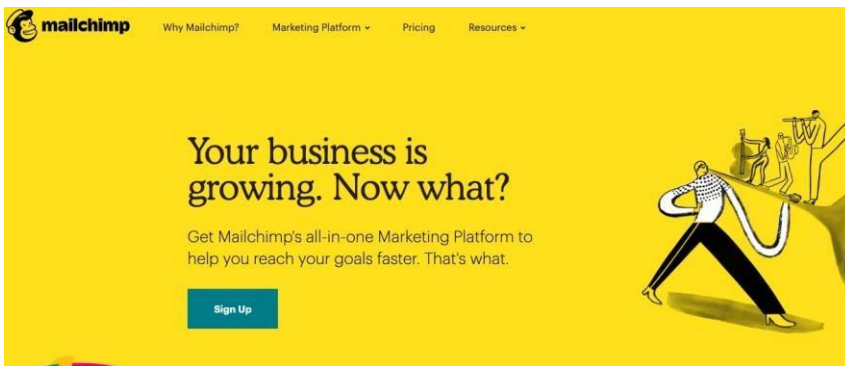 mailchimp
Why Mailchimp?
Marketing Platform
Pricing
Resources
Your business is
growing. Now what?
Get Mailchimp's all-in-one Marketing Platform to
help you reach your goals faster. That's what.
Sign Up